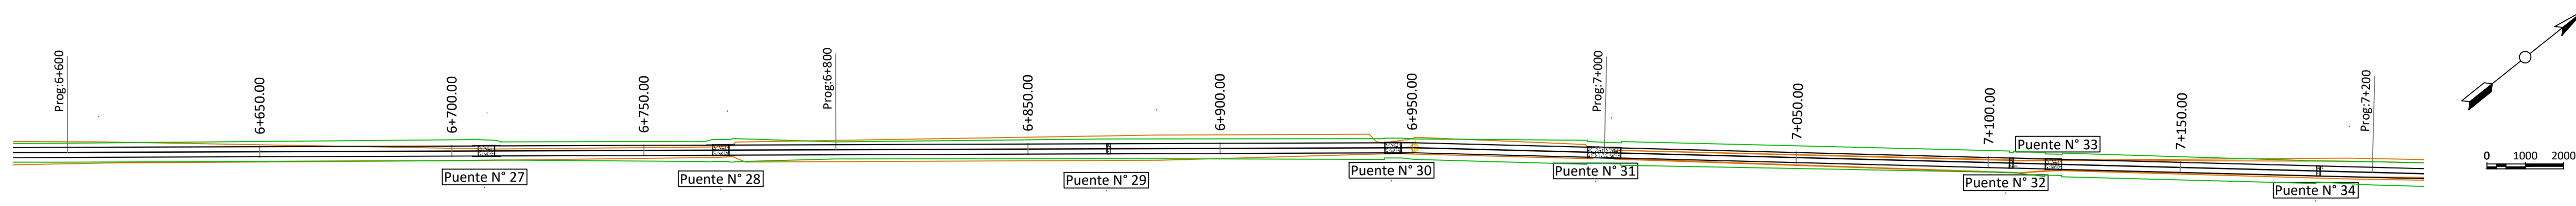 Prog:6+600
6+650.00
6+700.00
6+750.00
Prog:6+800
6+850.00
6+900.00
6+950.00
Prog:7+000
7+050.00
7+100.00
7+150.00
Prog:7+200
Puente N° 27
Puente N° 28
Puente N° 29
Puente N° 30
Puente N° 31
Puente N° 32
Puente N° 33
Puente N° 34
0 1000 2000